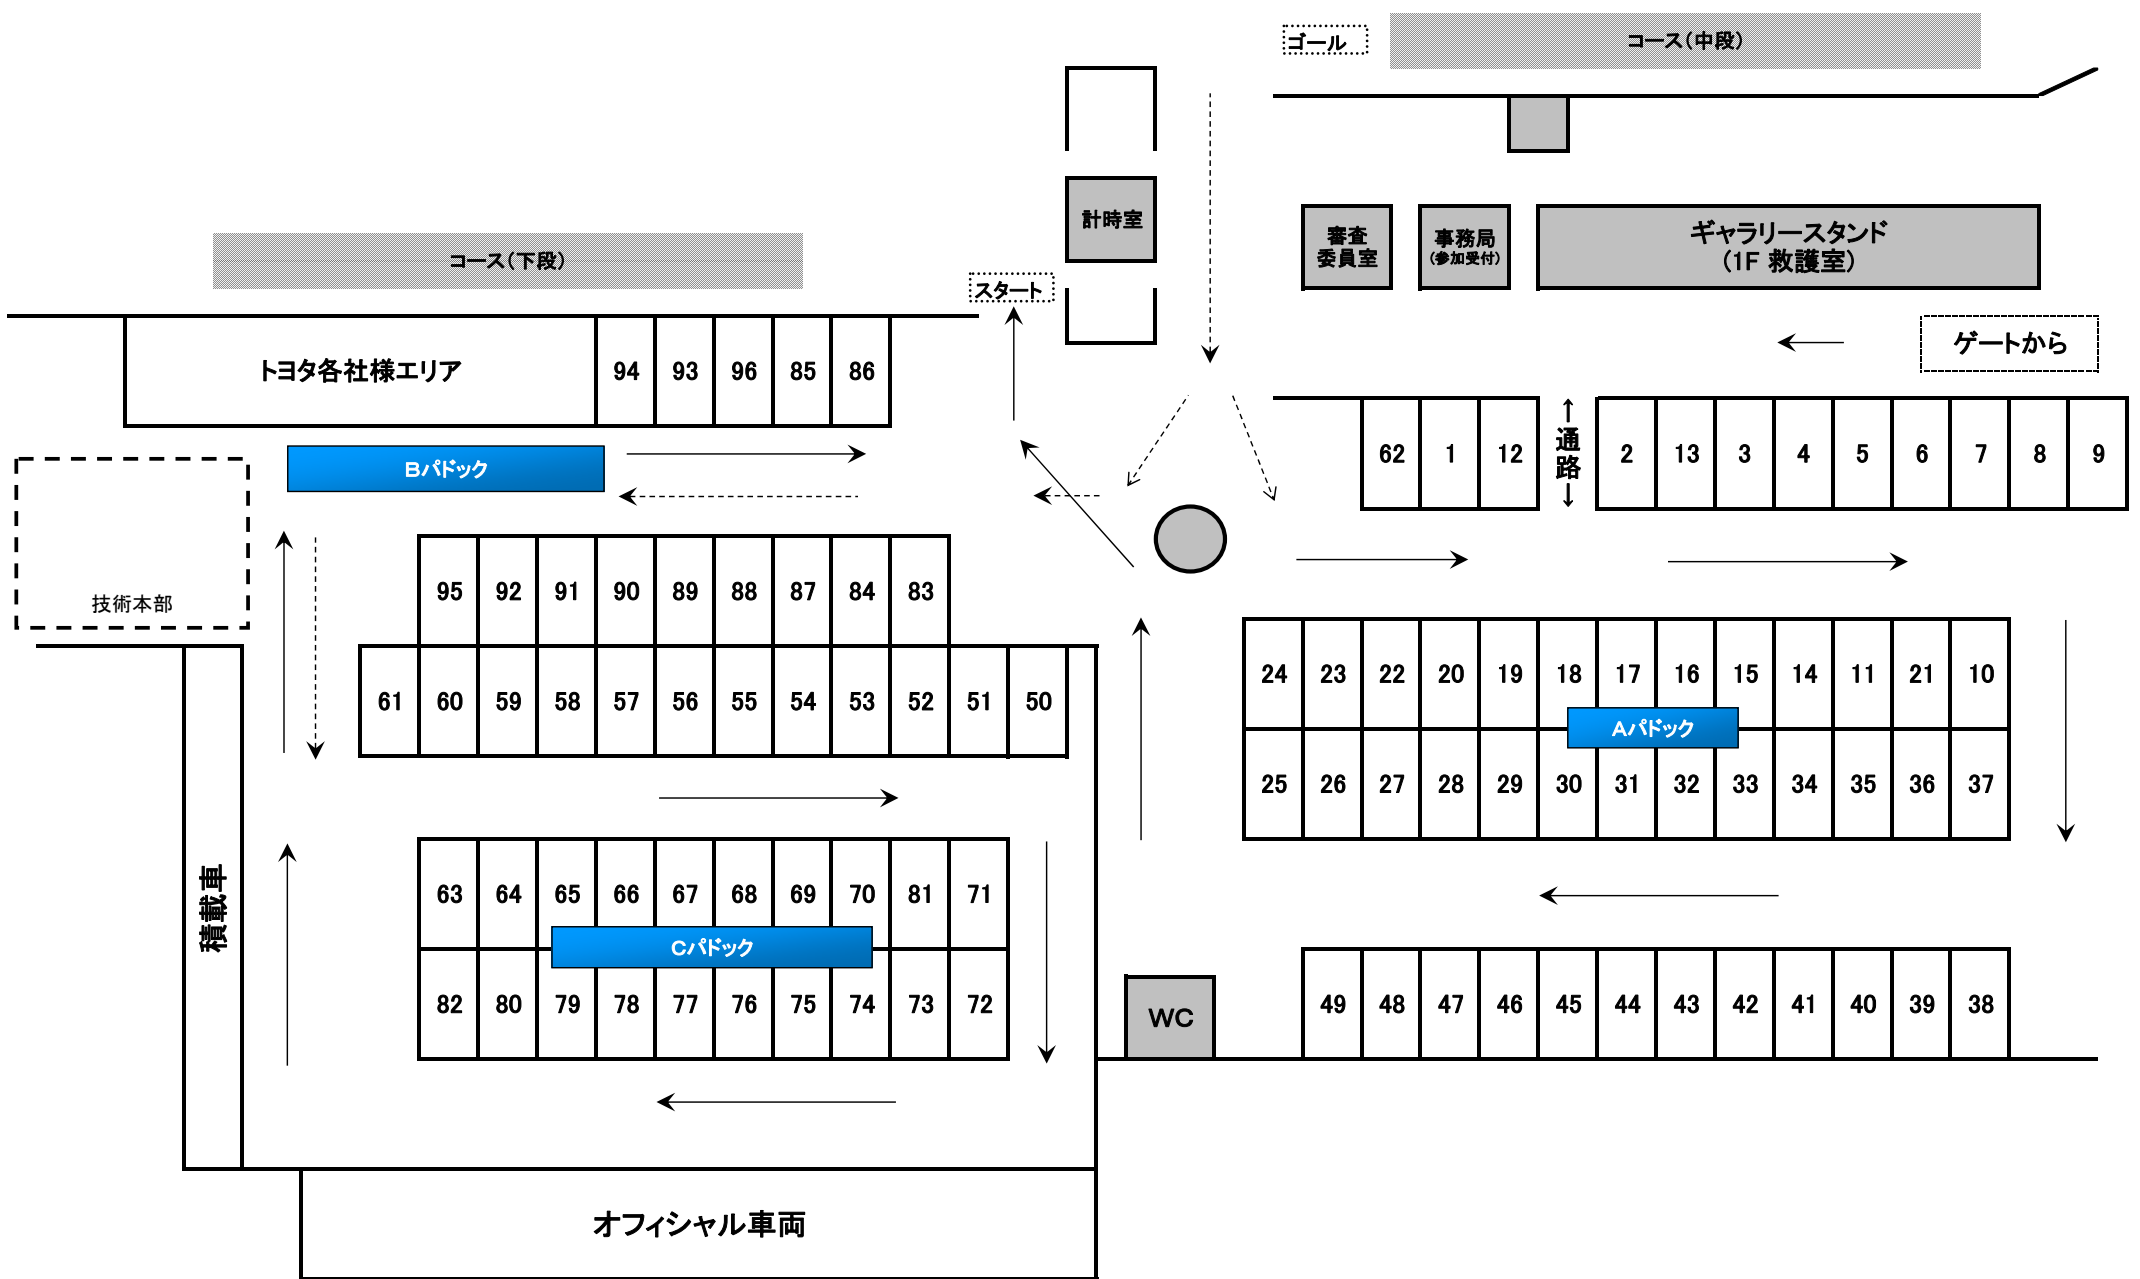 ゴール
コース(中段)
計時室
審査
委員室
事務局
(参加受付)
ギャラリースタンド
(1F 救護室)
コース(下段)
スタート
ゲートから
トヨタ各社様エリア
94 93 96 85 86
62 1 12
←通路→
2 13 3 4 5 6 7 8 9
Bパドック
技術本部
95 92 91 90 89 88 87 84 83
61 60 59 58 57 56 55 54 53 52 51 50
24 23 22 20 19 18 17 16 15 14 11 21 10
Aパドック
25 26 27 28 29 30 31 32 33 34 35 36 37
積載車
63 64 65 66 67 68 69 70 81 71
Cパドック
82 80 79 78 77 76 75 74 73 72
WC
49 48 47 46 45 44 43 42 41 40 39 38
オフィシャル車両